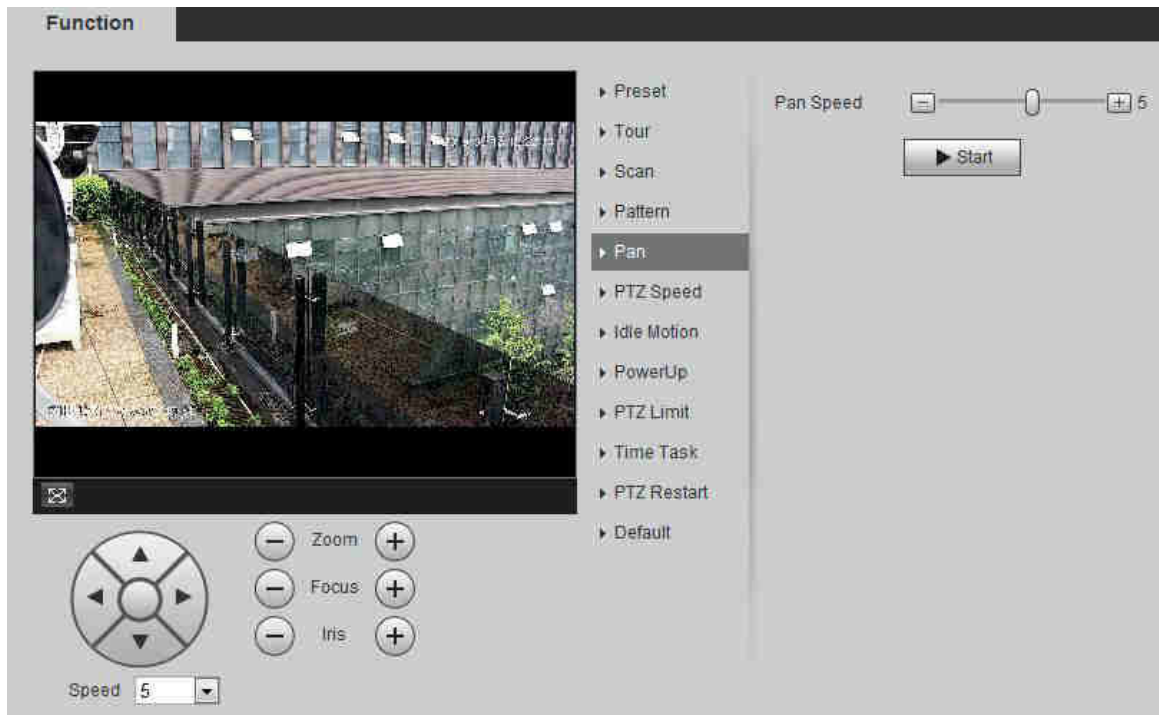 Function
Preset
Tour
Scan
Pattern
Pan
PTZ Speed
Idle Motion
PowerUp
PTZ Limit
Time Task
PTZ Restart
Default
Pan Speed 5
Start
Zoom
Focus
Iris
Speed 5